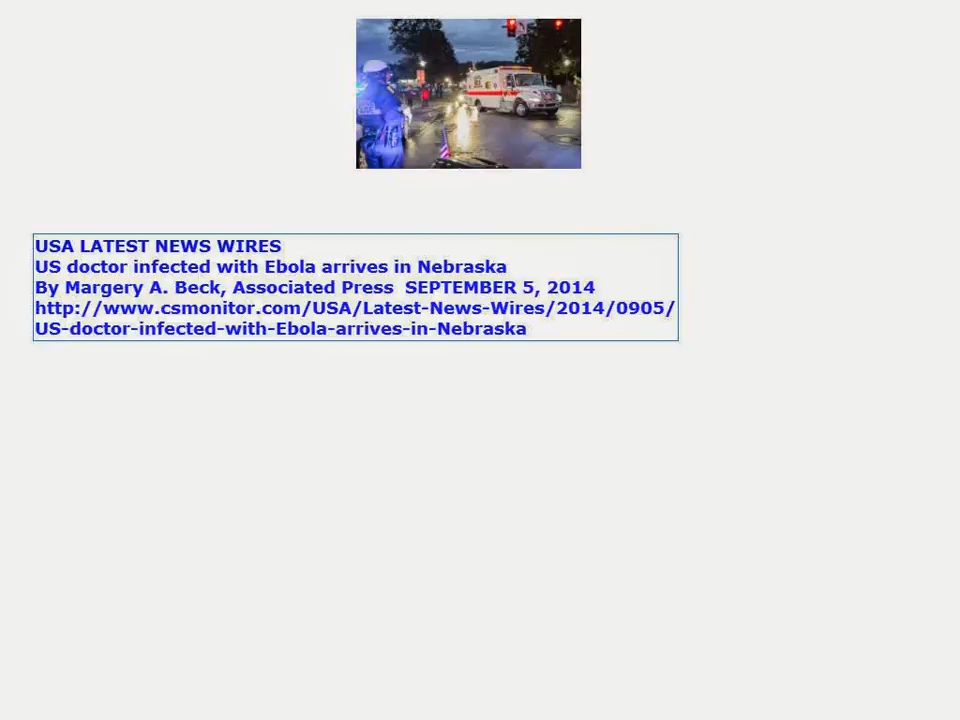 USA LATEST NEWS WIRES
US doctor infected with Ebola arrives in Nebraska
By Margery A. Beck, Associated Press  SEPTEMBER 5, 2014
http://www.csmonitor.com/USA/Latest-News-Wires/2014/0905/
US-doctor-infected-with-Ebola-arrives-in-Nebraska